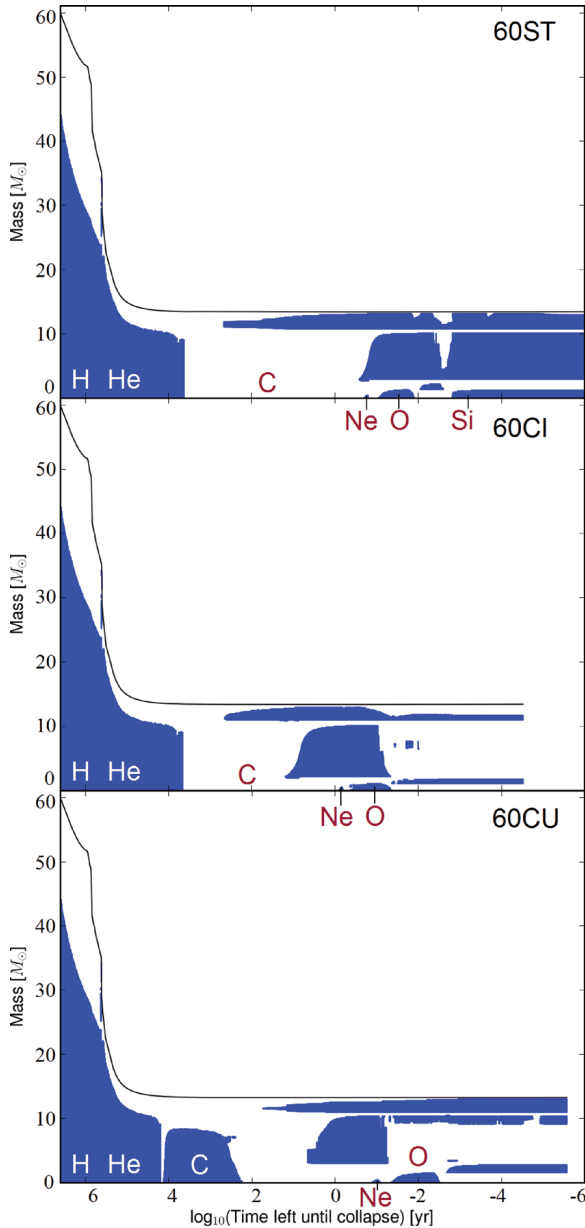 60ST
60
50
40
30
20
10
0
Mass [M⊙]
H He C
Ne O Si
60CI
60
50
40
30
20
10
0
Mass [M⊙]
H He C
Ne O
60CU
60
50
40
30
20
10
0
Mass [M⊙]
H He C O
Ne
6 4 2 0 -2 -4 -6
log₁₀(Time left until collapse) [yr]